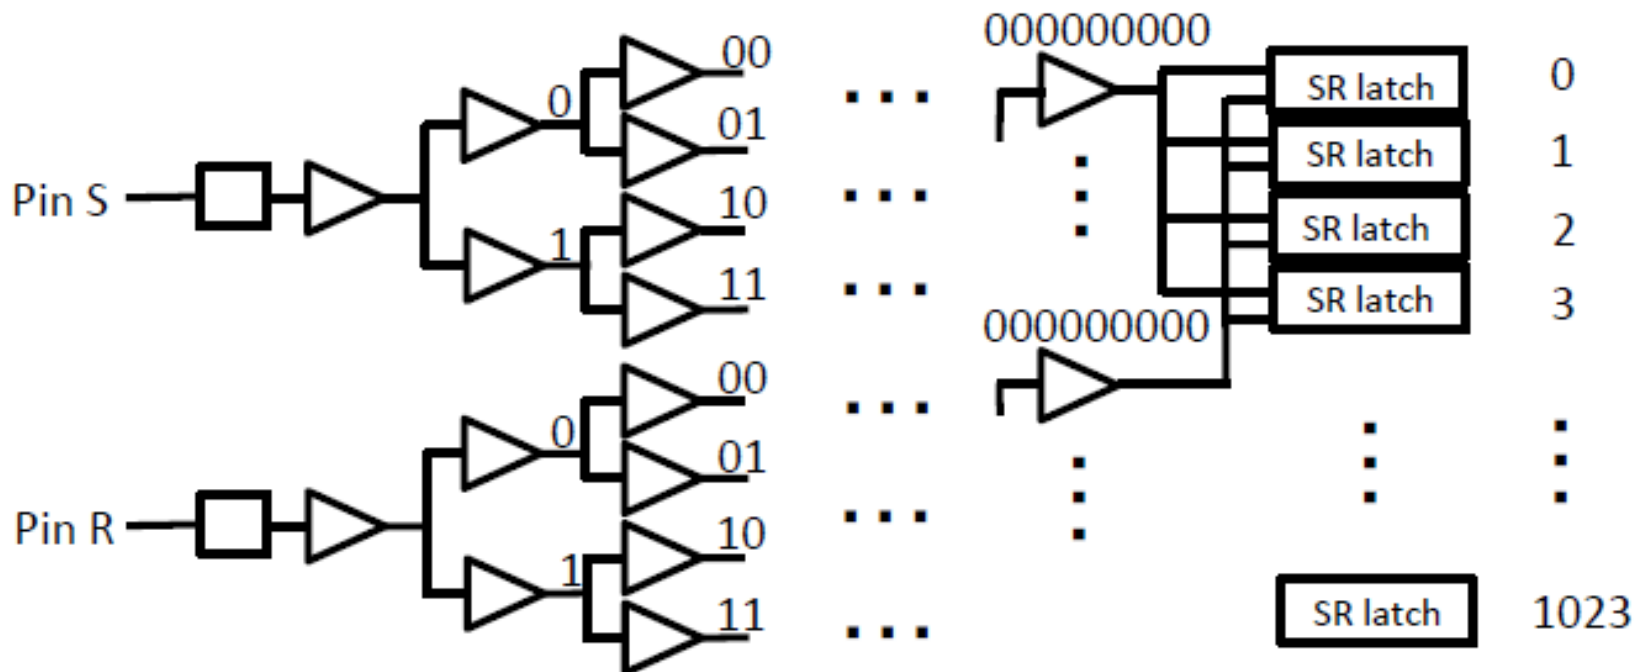 000000000
00
0
01
SR latch 0
SR latch 1
Pin S
10
1
11
SR latch 2
SR latch 3
000000000
00
0
01
Pin R
10
1
11
SR latch 1023